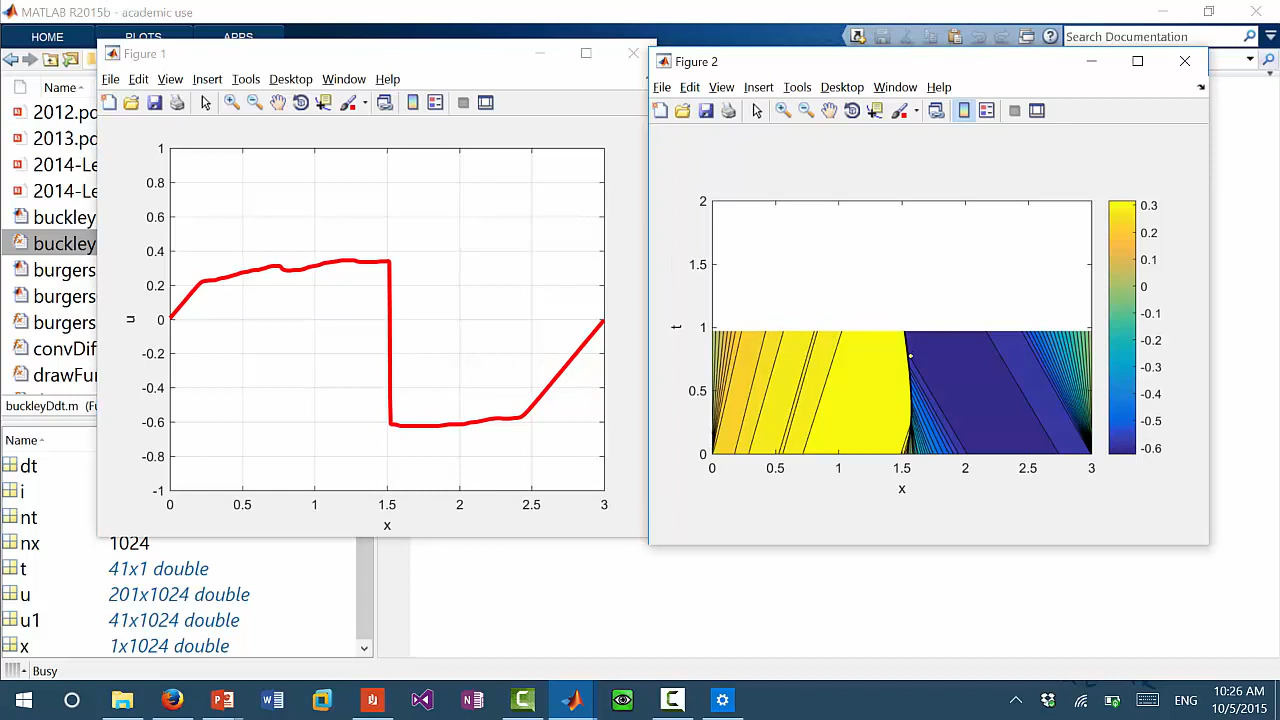 MATLAB R2015b - academic use
HOME
PLOTS
APPS
Search Documentation
Name
2012.pd
2013.pd
2014-Le
2014-Le
buckley
buckley
burgers
burgers
burgers
convDif
drawFur
buckleyDdt.m (Fu
Name
dt
i
nt
nx 1024
t 41x1 double
u 201x1024 double
u1 41x1024 double
x 1x1024 double
Busy
Figure 1
File Edit View Insert Tools Desktop Window Help
1
0.8
0.6
0.4
0.2
0
-0.2
-0.4
-0.6
-0.8
-1
u
0 0.5 1 1.5 2 2.5 3
x
Figure 2
File Edit View Insert Tools Desktop Window Help
2
1.5
1
0.5
0
t
0 0.5 1 1.5 2 2.5 3
x
0.3
0.2
0.1
0
-0.1
-0.2
-0.3
-0.4
-0.5
-0.6
ENG
10:26 AM
10/5/2015